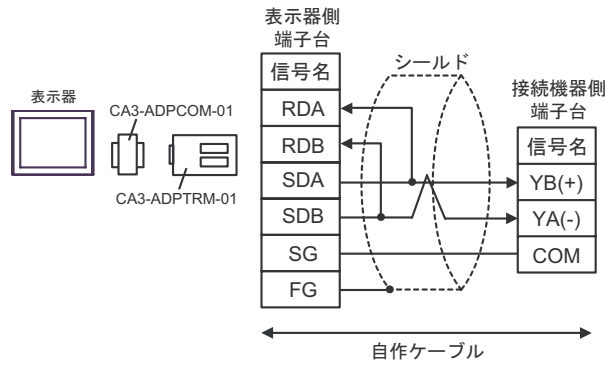 表示器
CA3-ADPCOM-01
CA3-ADPTRM-01
表示器側
端子台
信号名
RDA
RDB
SDA
SDB
SG
FG
シールド
接続機器側
端子台
信号名
YB(+)
YA(-)
COM
自作ケーブル